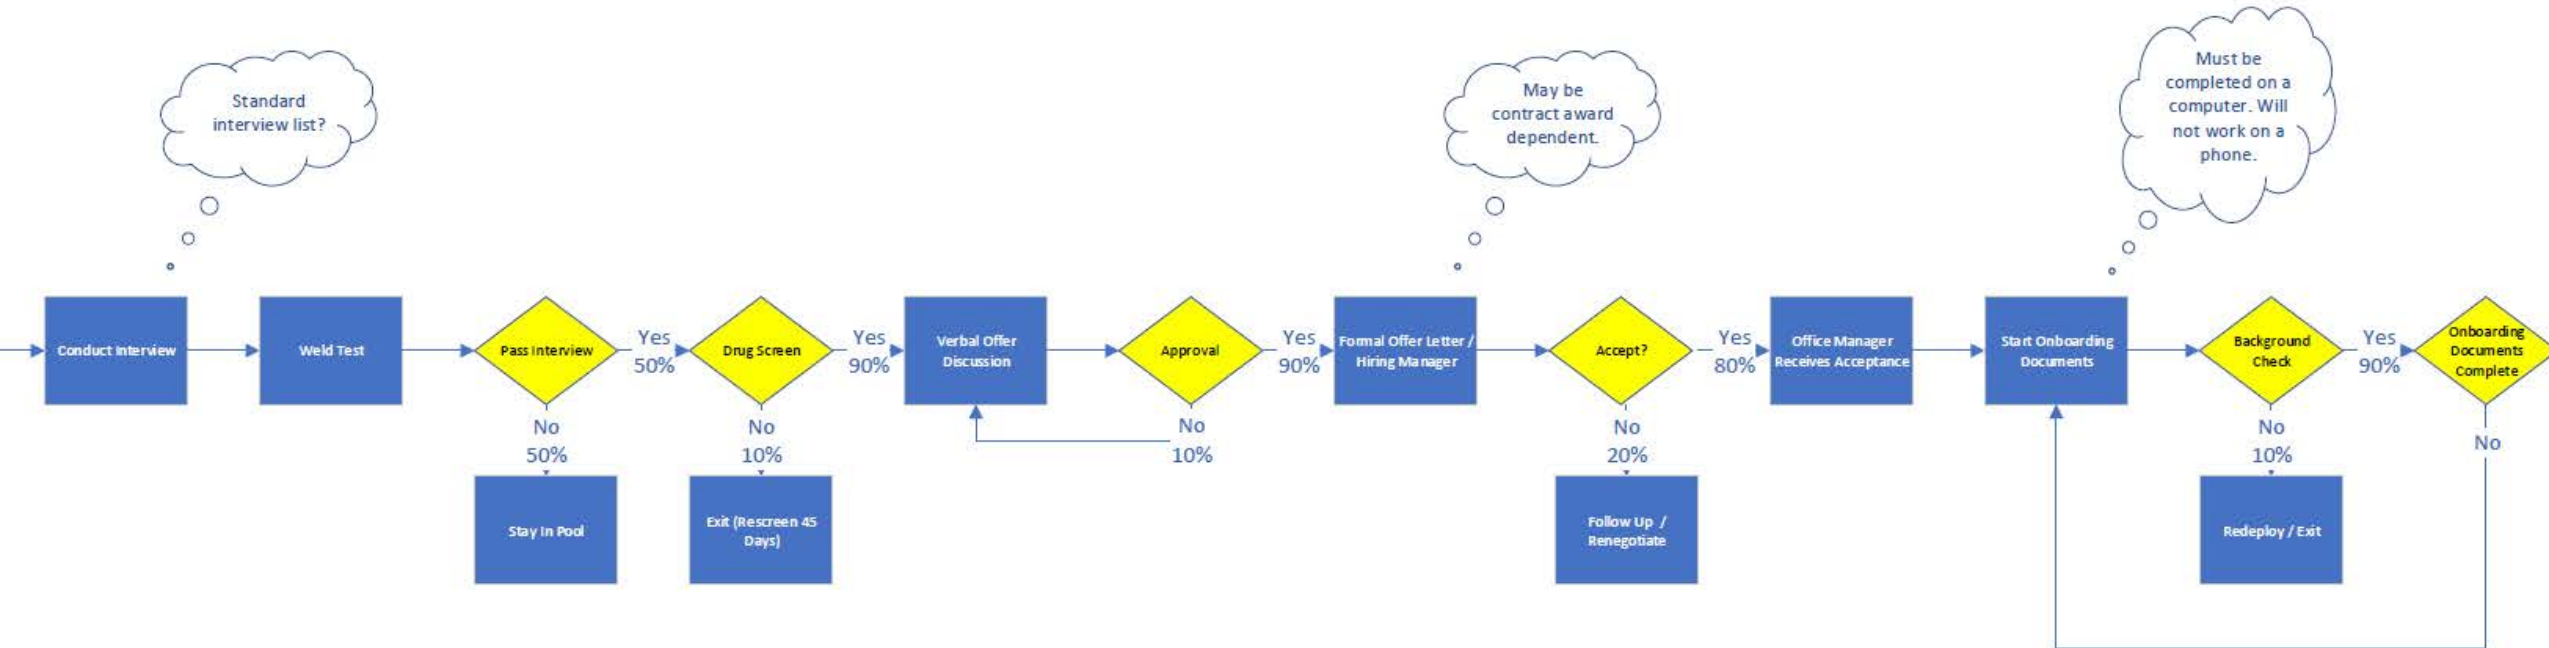 Standard
interview list?
May be
contract award
dependent.
Must be
completed on a
computer. Will
not work on a
phone.
Conduct Interview
Weld Test
Pass Interview
Yes
50%
Drug Screen
Yes
90%
Verbal Offer
Discussion
Approval
Yes
90%
Formal Offer Letter /
Hiring Manager
Accept?
Yes
80%
Office Manager
Receives Acceptance
Start Onboarding
Documents
Background
Check
Yes
90%
Onboarding
Documents
Complete
No
50%
No
10%
No
10%
No
20%
No
10%
No
Stay In Pool
Exit (Rescreen 45
Days)
Follow Up /
Renegotiate
Redeploy / Exit